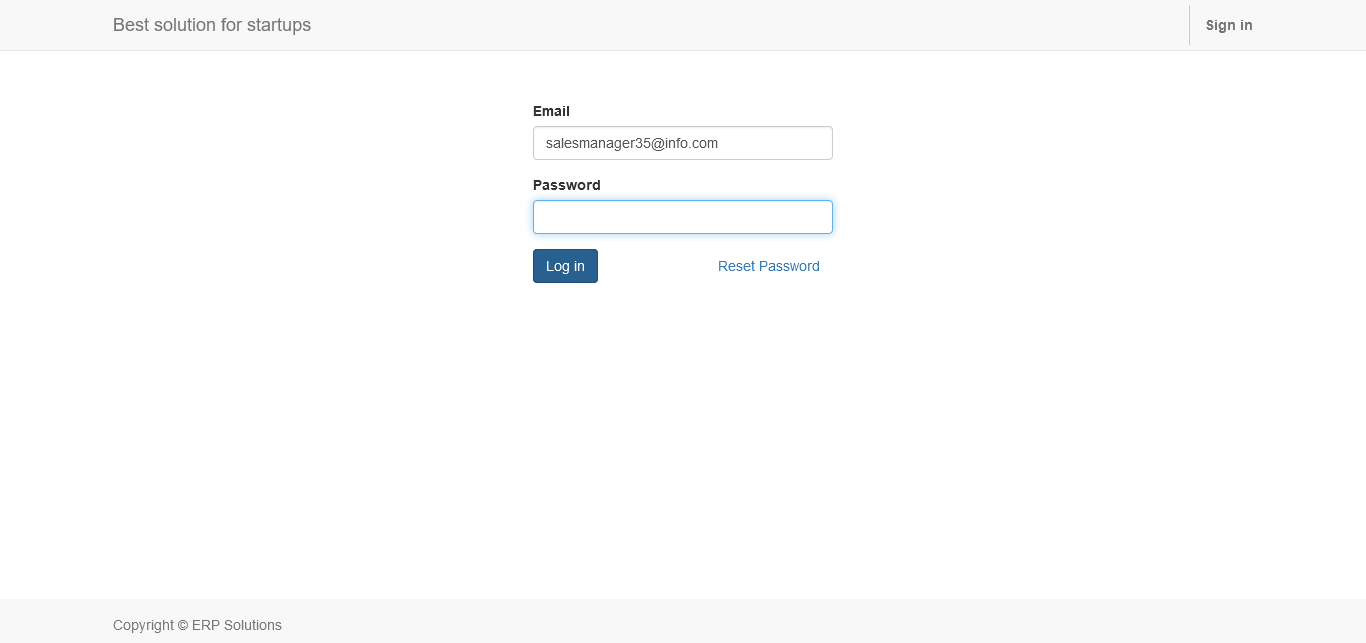 Best solution for startups
Sign in
Email
salesmanager35@info.com
Password
Log in
Reset Password
Copyright © ERP Solutions